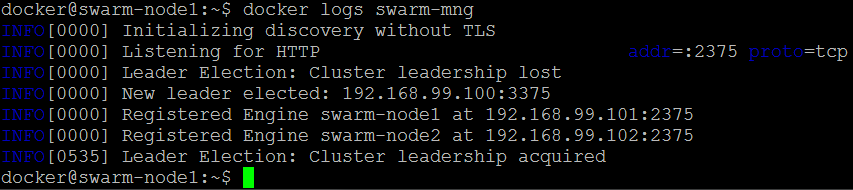 docker@swarm-node1:~$ docker logs swarm-mng
INFO[0000] Initializing discovery without TLS
INFO[0000] Listening for HTTP addr=:2375 proto=tcp
INFO[0000] Leader Election: Cluster leadership lost
INFO[0000] New leader elected: 192.168.99.100:3375
INFO[0000] Registered Engine swarm-node1 at 192.168.99.101:2375
INFO[0000] Registered Engine swarm-node2 at 192.168.99.102:2375
INFO[0535] Leader Election: Cluster leadership acquired
docker@swarm-node1:~$